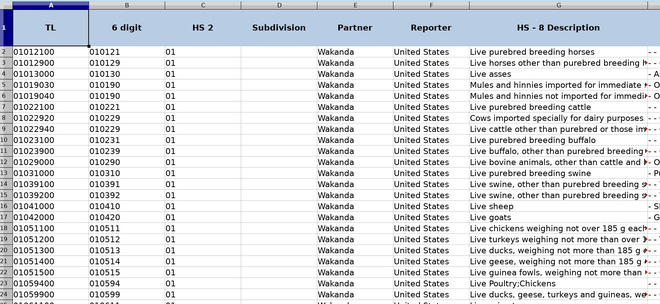 A B C D E F G
1 TL 6 digit HS 2 Subdivision Partner Reporter HS - 8 Description
2 01012100 010121 01 Wakanda United States Live purebred breeding horses - -
3 01012900 010129 01 Wakanda United States Live horses other than purebred breeding h - -
4 01013000 010130 01 Wakanda United States Live asses - A
5 01019030 010190 01 Wakanda United States Mules and hinnies imported for immediate - O
6 01019040 010190 01 Wakanda United States Mules and hinnies not imported for immedi - O
7 01022100 010221 01 Wakanda United States Live purebred breeding cattle - -
8 01022920 010229 01 Wakanda United States Cows imported specially for dairy purposes - -
9 01022940 010229 01 Wakanda United States Live cattle other than purebred or those im - -
10 01023100 010231 01 Wakanda United States Live purebred breeding buffalo - -
11 01023900 010239 01 Wakanda United States Live buffalo, other than purebred breeding - -
12 01029000 010290 01 Wakanda United States Live bovine animals, other than cattle and - O
13 01031000 010310 01 Wakanda United States Live purebred breeding swine - P
14 01039100 010391 01 Wakanda United States Live swine, other than purebred breeding s - -
15 01039200 010392 01 Wakanda United States Live swine, other than purebred breeding s - -
16 01041000 010410 01 Wakanda United States Live sheep - S
17 01042000 010420 01 Wakanda United States Live goats - G
18 01051100 010511 01 Wakanda United States Live chickens weighing not over 185 g each - -
19 01051200 010512 01 Wakanda United States Live turkeys weighing not more than over - -
20 01051300 010513 01 Wakanda United States Live ducks, weighing not more than 185 g - -
21 01051400 010514 01 Wakanda United States Live geese, weighing not more than 185 g - -
22 01051500 010515 01 Wakanda United States Live guinea fowls, weighing not more than - -
23 01059400 010594 01 Wakanda United States Live Poultry;Chickens - -
24 01059900 010599 01 Wakanda United States Live ducks, geese, turkeys and guineas, we - -